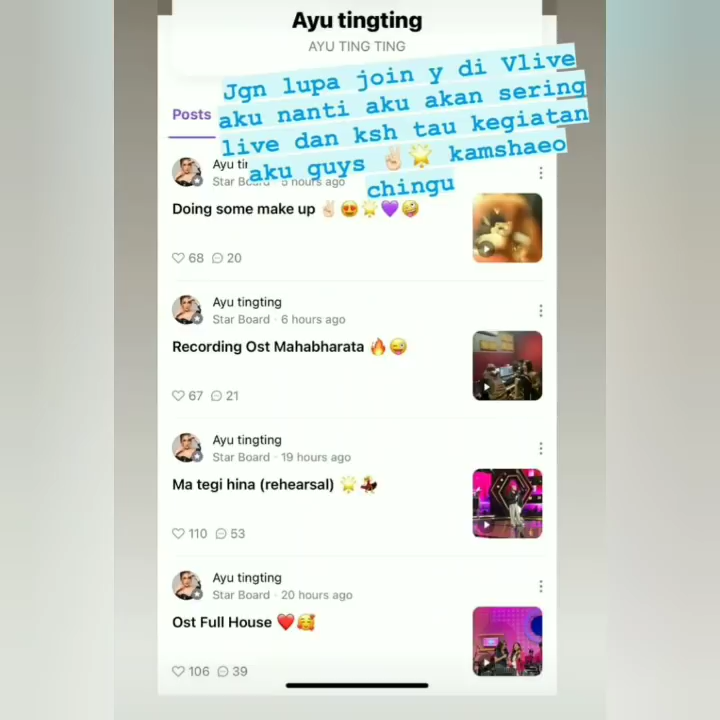 Ayu tingting
AYU TING TING
Jgn lupa join y di Vlive
aku nanti aku akan sering
live dan ksh tau kegiatan
aku guys ✌🏻🌟 kamshaeo
chingu
Posts
Ayu
Star · 5 hours ago
Doing some make up ✌🏻😍🌟💜🤪
68 20
Ayu tingting
Star Board · 6 hours ago
Recording Ost Mahabharata 🔥😜
67 21
Ayu tingting
Star Board · 19 hours ago
Ma tegi hina (rehearsal) 🌟💃
110 53
Ayu tingting
Star Board · 20 hours ago
Ost Full House ❤️🥰
106 39